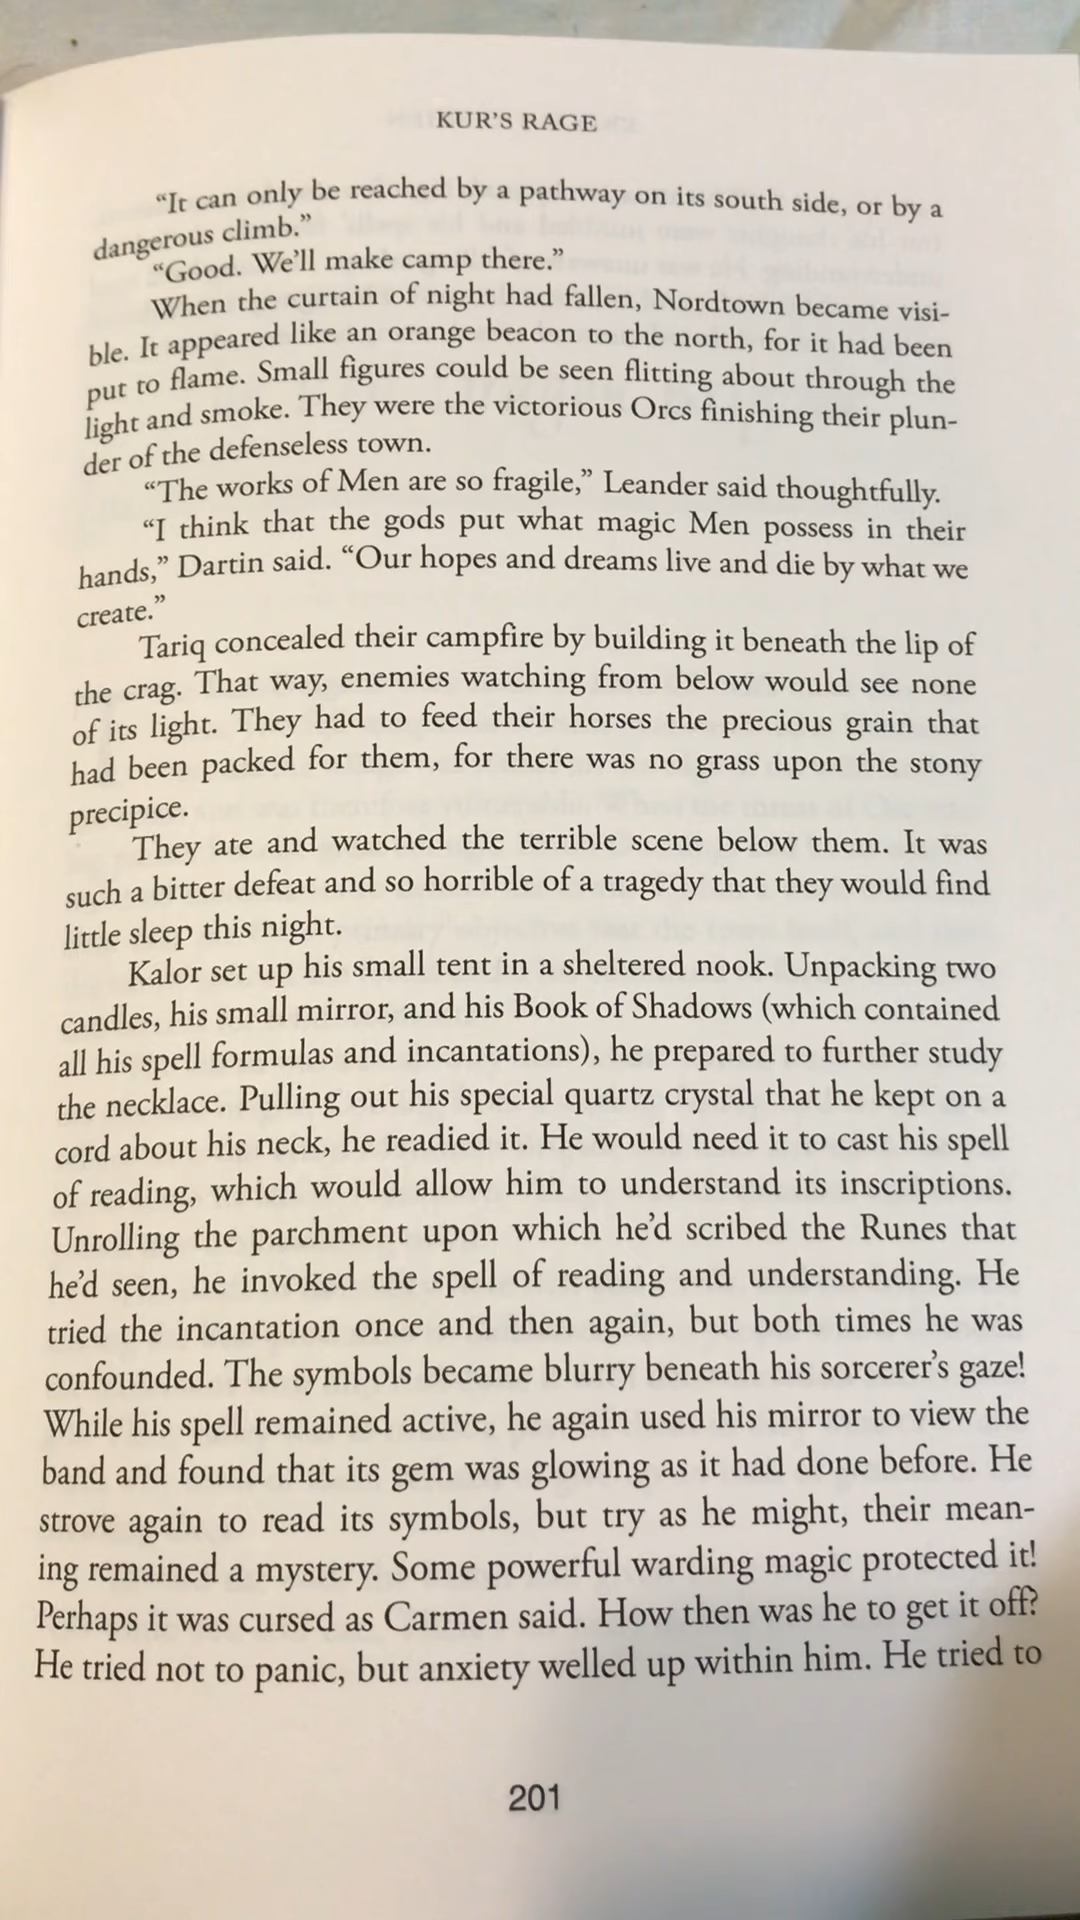 KUR'S RAGE
“It can only be reached by a pathway on its south side, or by a
dangerous climb.”
“Good. We'll make camp there.”
When the curtain of night had fallen, Nordtown became visi-
ble. It appeared like an orange beacon to the north, for it had been
put to flame. Small figures could be seen flitting about through the
light and smoke. They were the victorious Orcs finishing their plun-
der of the defenseless town.
“The works of Men are so fragile,” Leander said thoughtfully.
“I think that the gods put what magic Men possess in their
hands,” Dartin said. “Our hopes and dreams live and die by what we
create.”
Tariq concealed their campfire by building it beneath the lip of
the crag. That way, enemies watching from below would see none
of its light. They had to feed their horses the precious grain that
had been packed for them, for there was no grass upon the stony
precipice.
They ate and watched the terrible scene below them. It was
such a bitter defeat and so horrible of a tragedy that they would find
little sleep this night.
Kalor set up his small tent in a sheltered nook. Unpacking two
candles, his small mirror, and his Book of Shadows (which contained
all his spell formulas and incantations), he prepared to further study
the necklace. Pulling out his special quartz crystal that he kept on a
cord about his neck, he readied it. He would need it to cast his spell
of reading, which would allow him to understand its inscriptions.
Unrolling the parchment upon which he'd scribed the Runes that
he'd seen, he invoked the spell of reading and understanding. He
tried the incantation once and then again, but both times he was
confounded. The symbols became blurry beneath his sorcerer's gaze!
While his spell remained active, he again used his mirror to view the
band and found that its gem was glowing as it had done before. He
strove again to read its symbols, but try as he might, their mean-
ing remained a mystery. Some powerful warding magic protected it!
Perhaps it was cursed as Carmen said. How then was he to get it off?
He tried not to panic, but anxiety welled up within him. He tried to
201